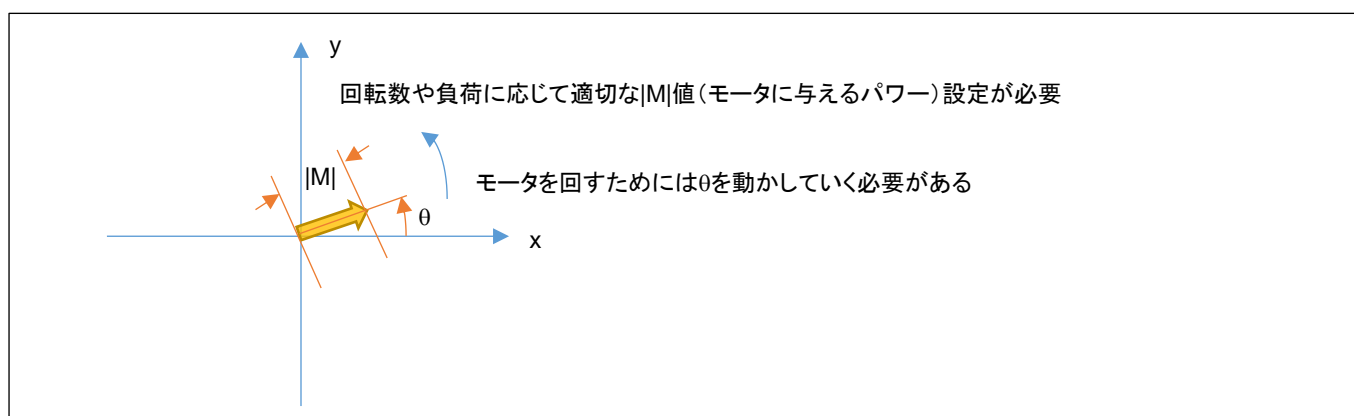 y
回転数や負荷に応じて適切な|M|値（モータに与えるパワー）設定が必要
|M|
モータを回すためにはθを動かしていく必要がある
θ
x